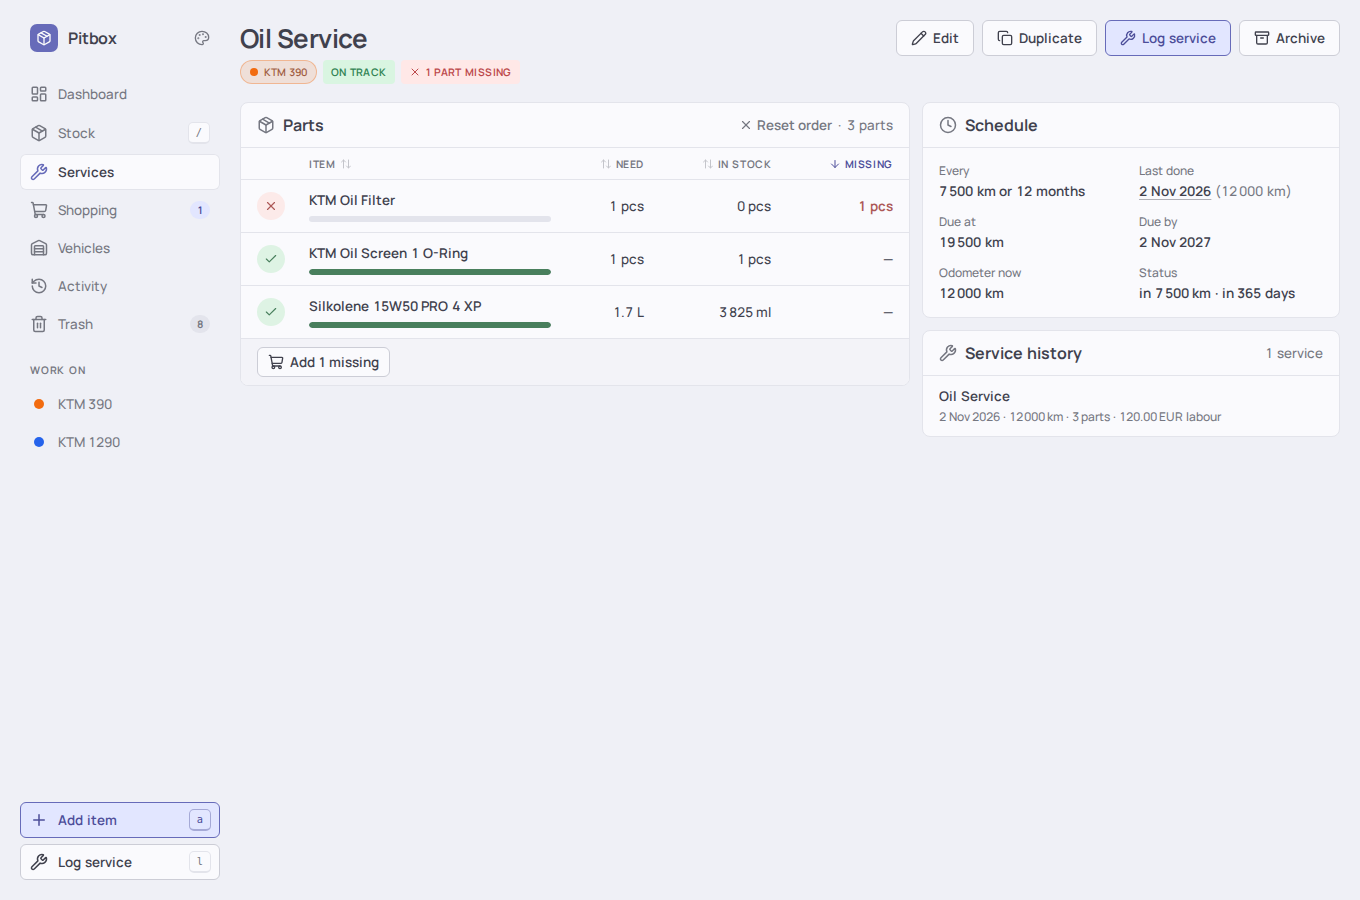 Pitbox
Dashboard
Stock /
Services
Shopping 1
Vehicles
Activity
Trash 8
WORK ON
KTM 390
KTM 1290
Add item a
Log service l
Oil Service
KTM 390 ON TRACK 1 PART MISSING
Edit Duplicate Log service Archive
Parts Reset order · 3 parts
ITEM NEED IN STOCK MISSING
KTM Oil Filter 1 pcs 0 pcs 1 pcs
KTM Oil Screen 1 O-Ring 1 pcs 1 pcs –
Silkolene 15W50 PRO 4 XP 1.7 L 3 825 ml –
Add 1 missing
Schedule
Every Last done
7 500 km or 12 months 2 Nov 2026 (12 000 km)
Due at Due by
19 500 km 2 Nov 2027
Odometer now Status
12 000 km in 7 500 km · in 365 days
Service history 1 service
Oil Service
2 Nov 2026 · 12 000 km · 3 parts · 120.00 EUR labour